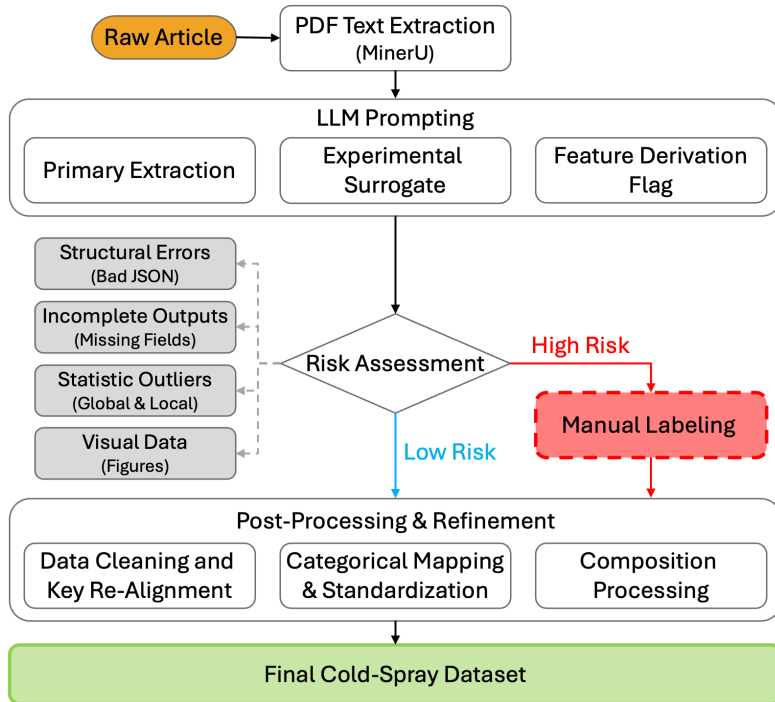 Raw Article
PDF Text Extraction
(MinerU)
LLM Prompting
Primary Extraction
Experimental
Surrogate
Feature Derivation
Flag
Structural Errors
(Bad JSON)
Incomplete Outputs
(Missing Fields)
Statistic Outliers
(Global & Local)
Visual Data
(Figures)
Risk Assessment
High Risk
Manual Labeling
Low Risk
Post-Processing & Refinement
Data Cleaning and
Key Re-Alignment
Categorical Mapping
& Standardization
Composition
Processing
Final Cold-Spray Dataset